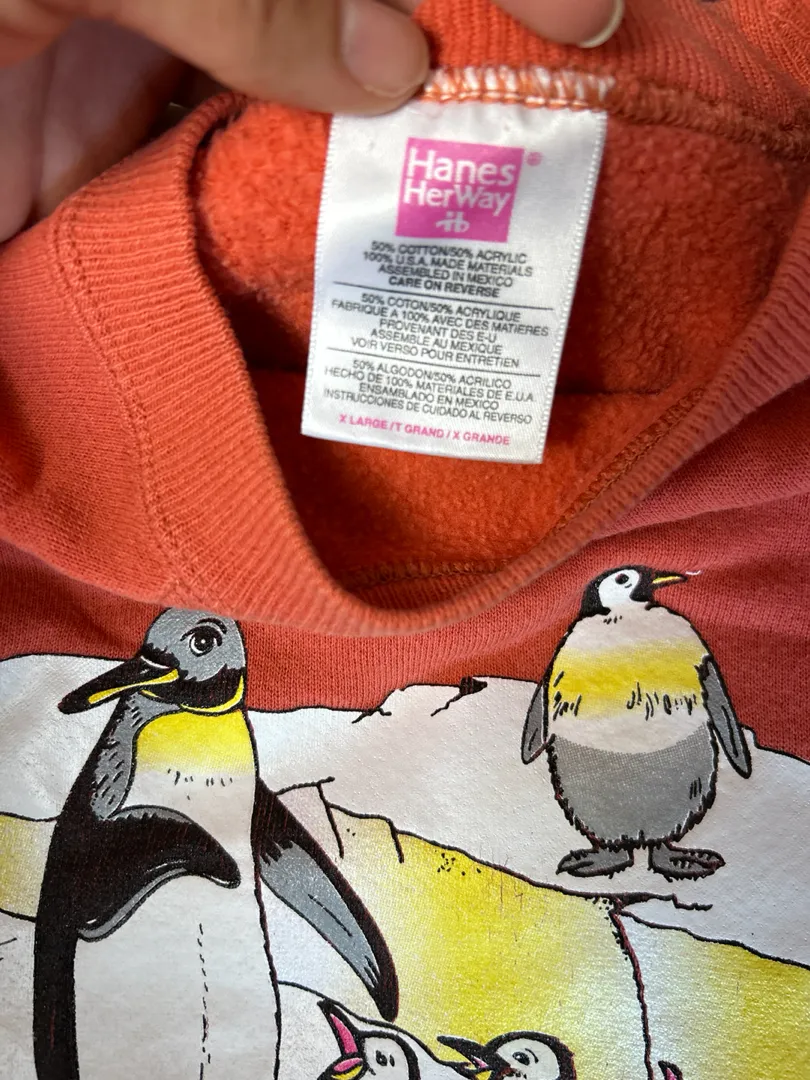 Hanes®
HerWay
50% COTTON/50% ACRYLIC
100% U.S.A. MADE MATERIALS
ASSEMBLED IN MEXICO
CARE ON REVERSE
50% COTON/50% ACRYLIQUE
FABRIQUE A 100% AVEC DES MATIERES
PROVENANT DES E-U
ASSEMBLE AU MEXIQUE
VOIR VERSO POUR ENTRETIEN
50% ALGODON/50% ACRILICO
HECHO DE 100% MATERIALES DE E.U.A.
ENSAMBLADO EN MEXICO
INSTRUCCIONES DE CUIDADO AL REVERSO
X LARGE / T GRAND / X GRANDE